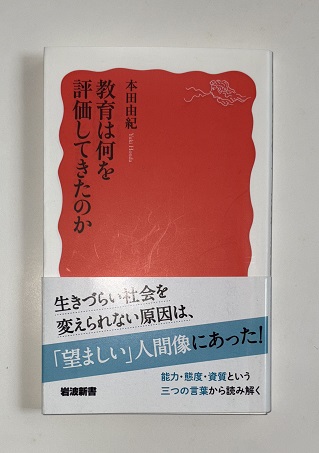 教育は何を
評価してきたのか
本田由紀
Yuki Honda
生きづらい社会を
変えられない原因は、
「望ましい」人間像にあった!
能力・態度・資質という
三つの言葉から読み解く
岩波新書